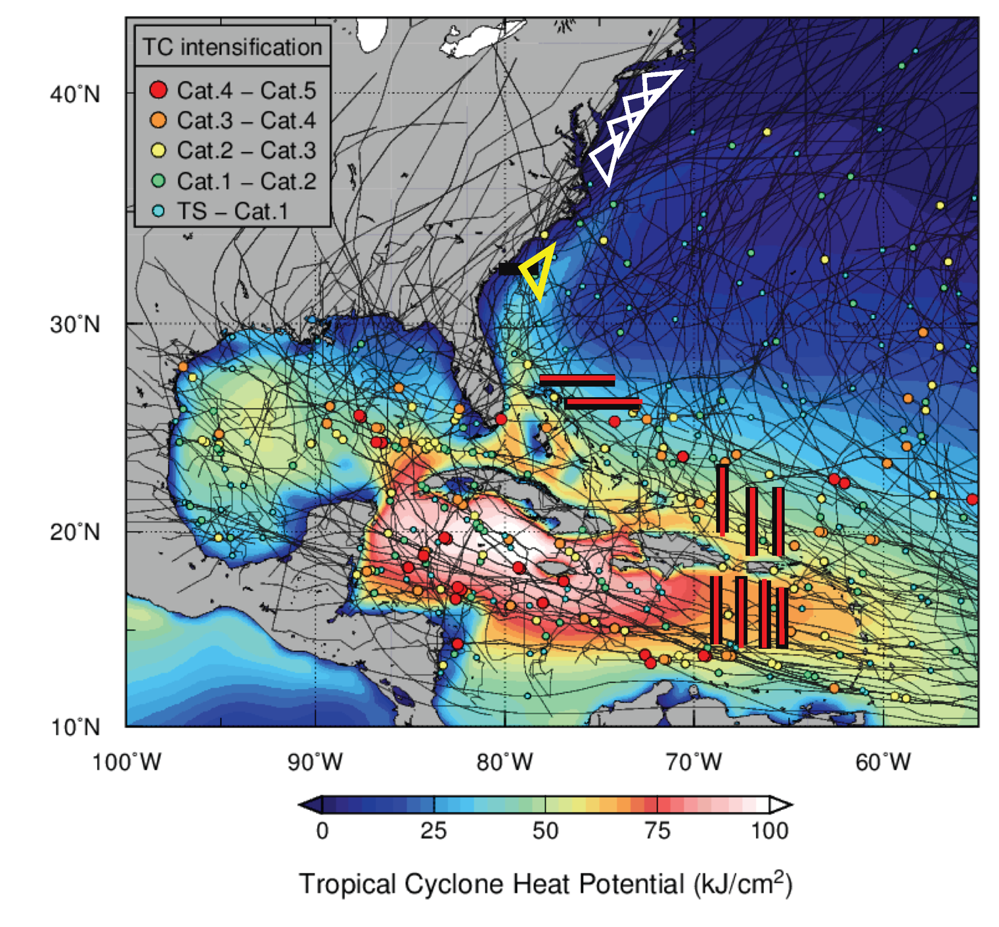 TC intensification
Cat.4 – Cat.5
Cat.3 – Cat.4
Cat.2 – Cat.3
Cat.1 – Cat.2
TS – Cat.1
40˚N
30˚N
20˚N
10˚N
100˚W 90˚W 80˚W 70˚W 60˚W
0 25 50 75 100
Tropical Cyclone Heat Potential (kJ/cm²)